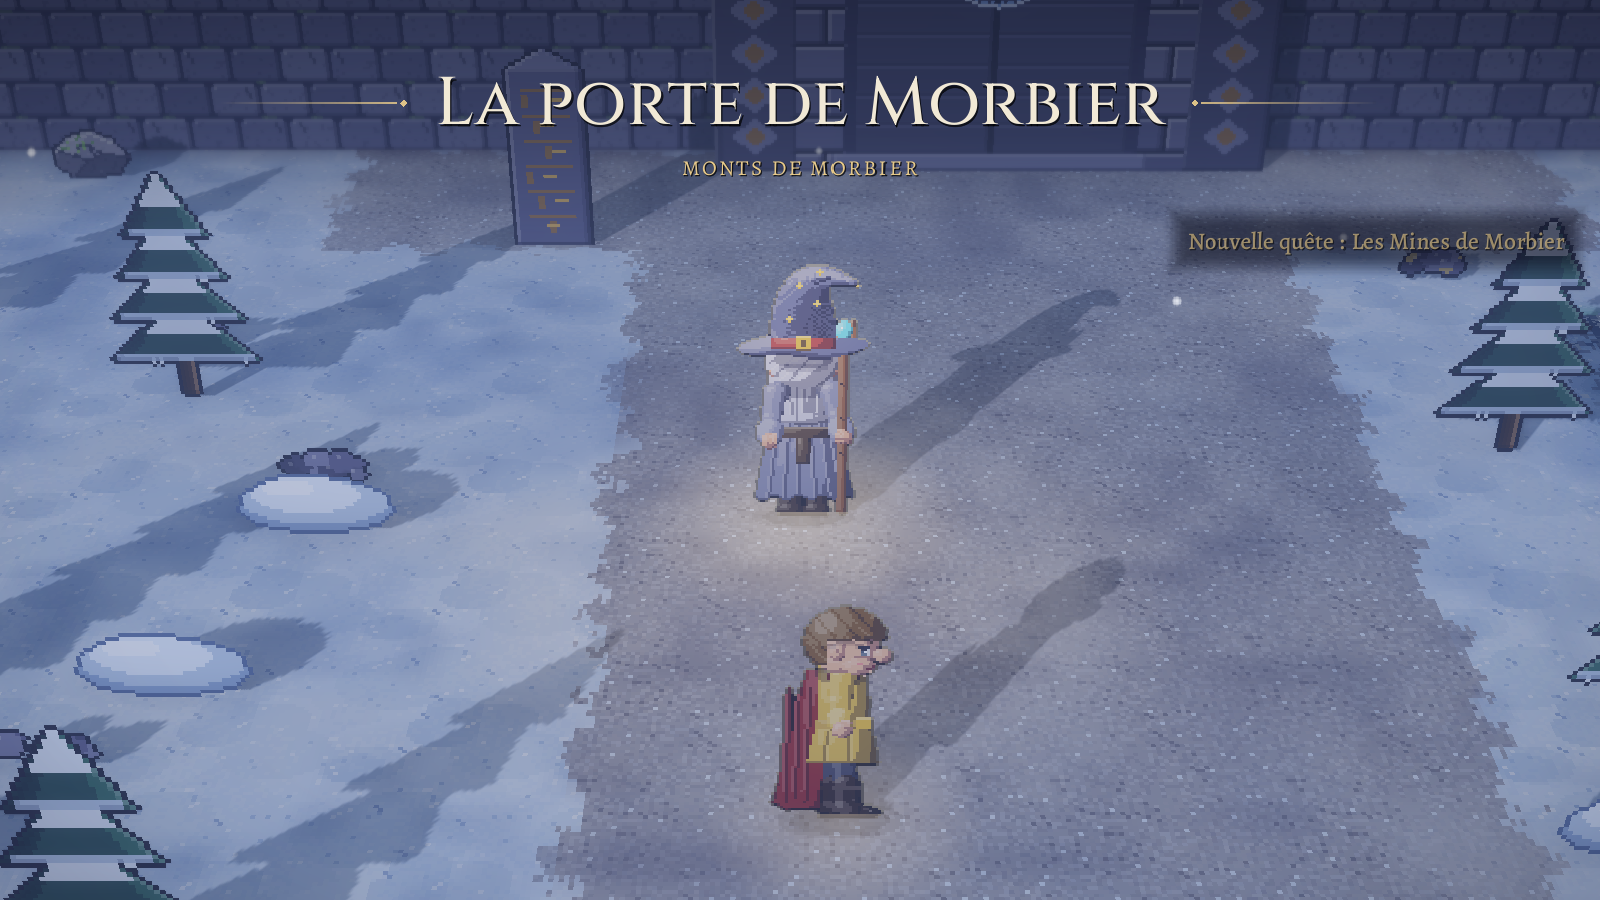 La porte de Morbier
Monts de Morbier
Nouvelle quête : Les Mines de Morbier